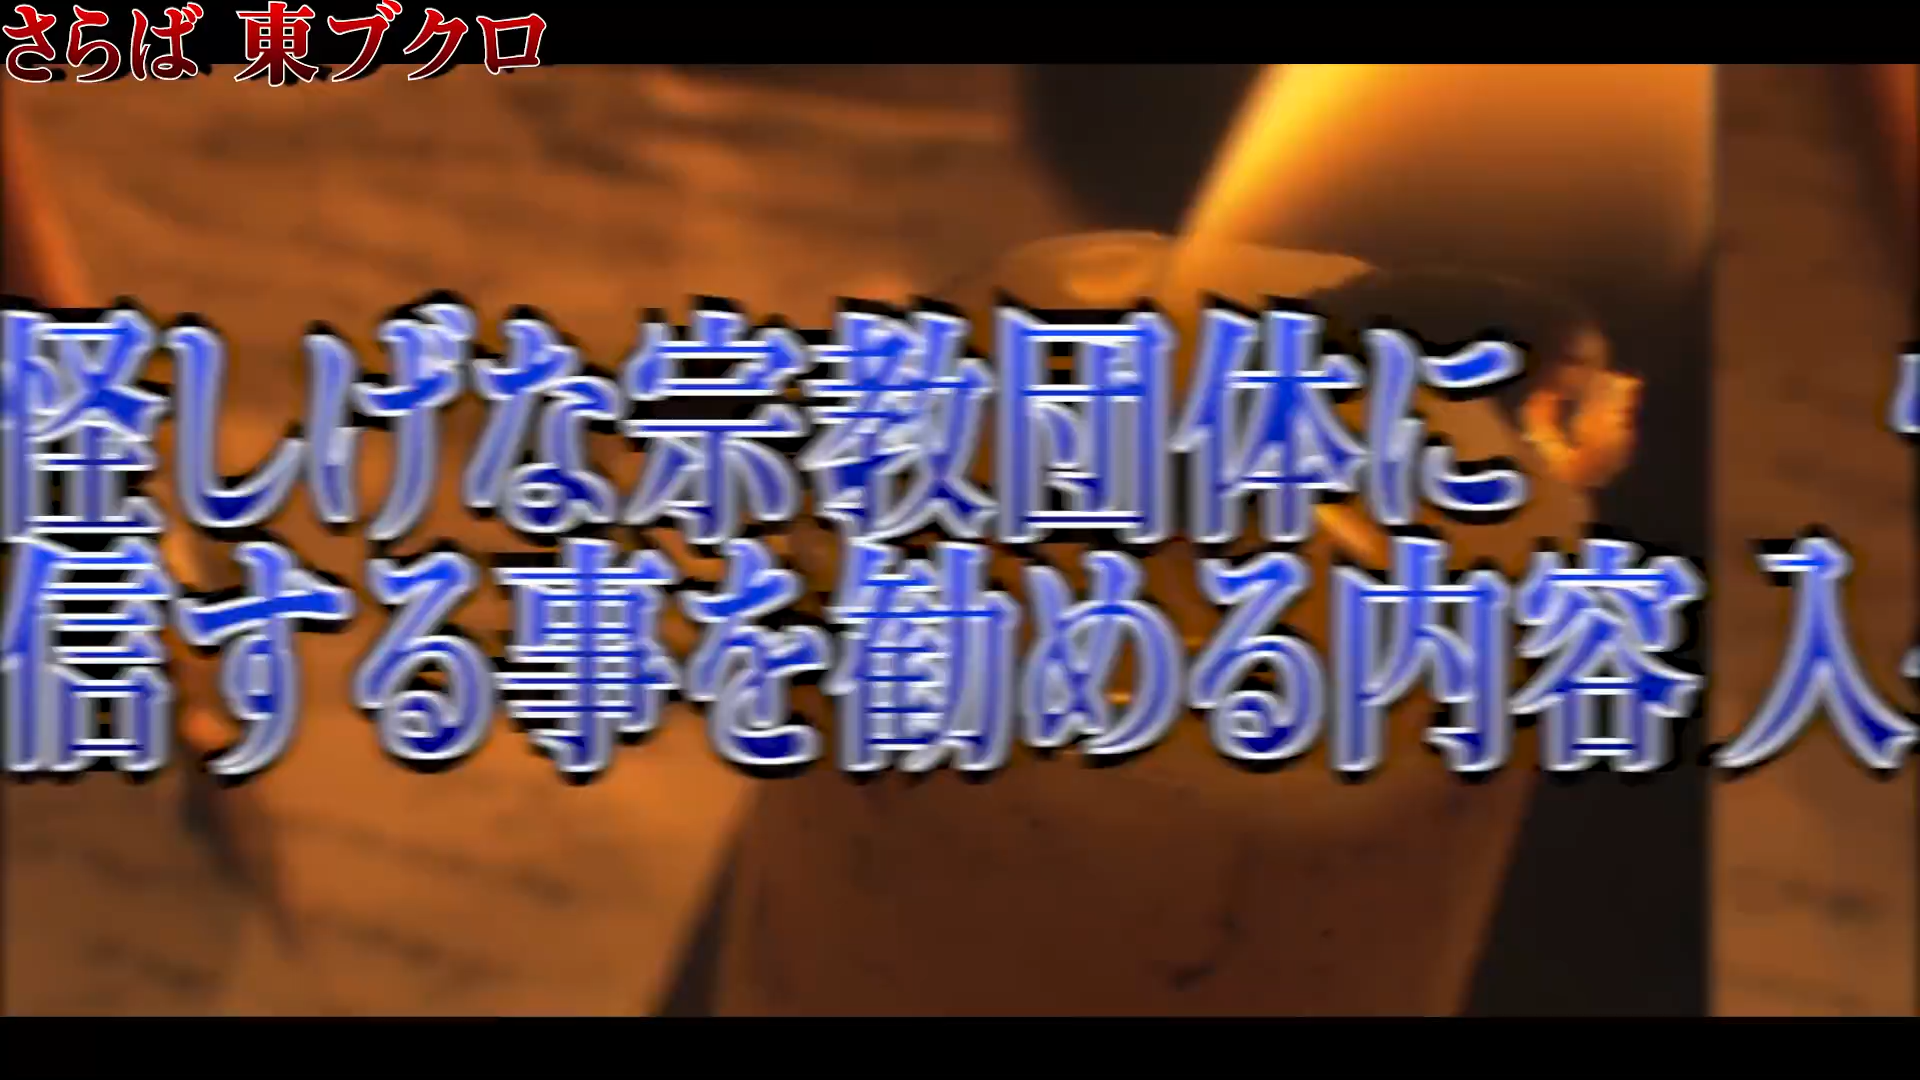 さらば 東ブクロ
怪しげな宗教団体に
信する事を勧める内容 入